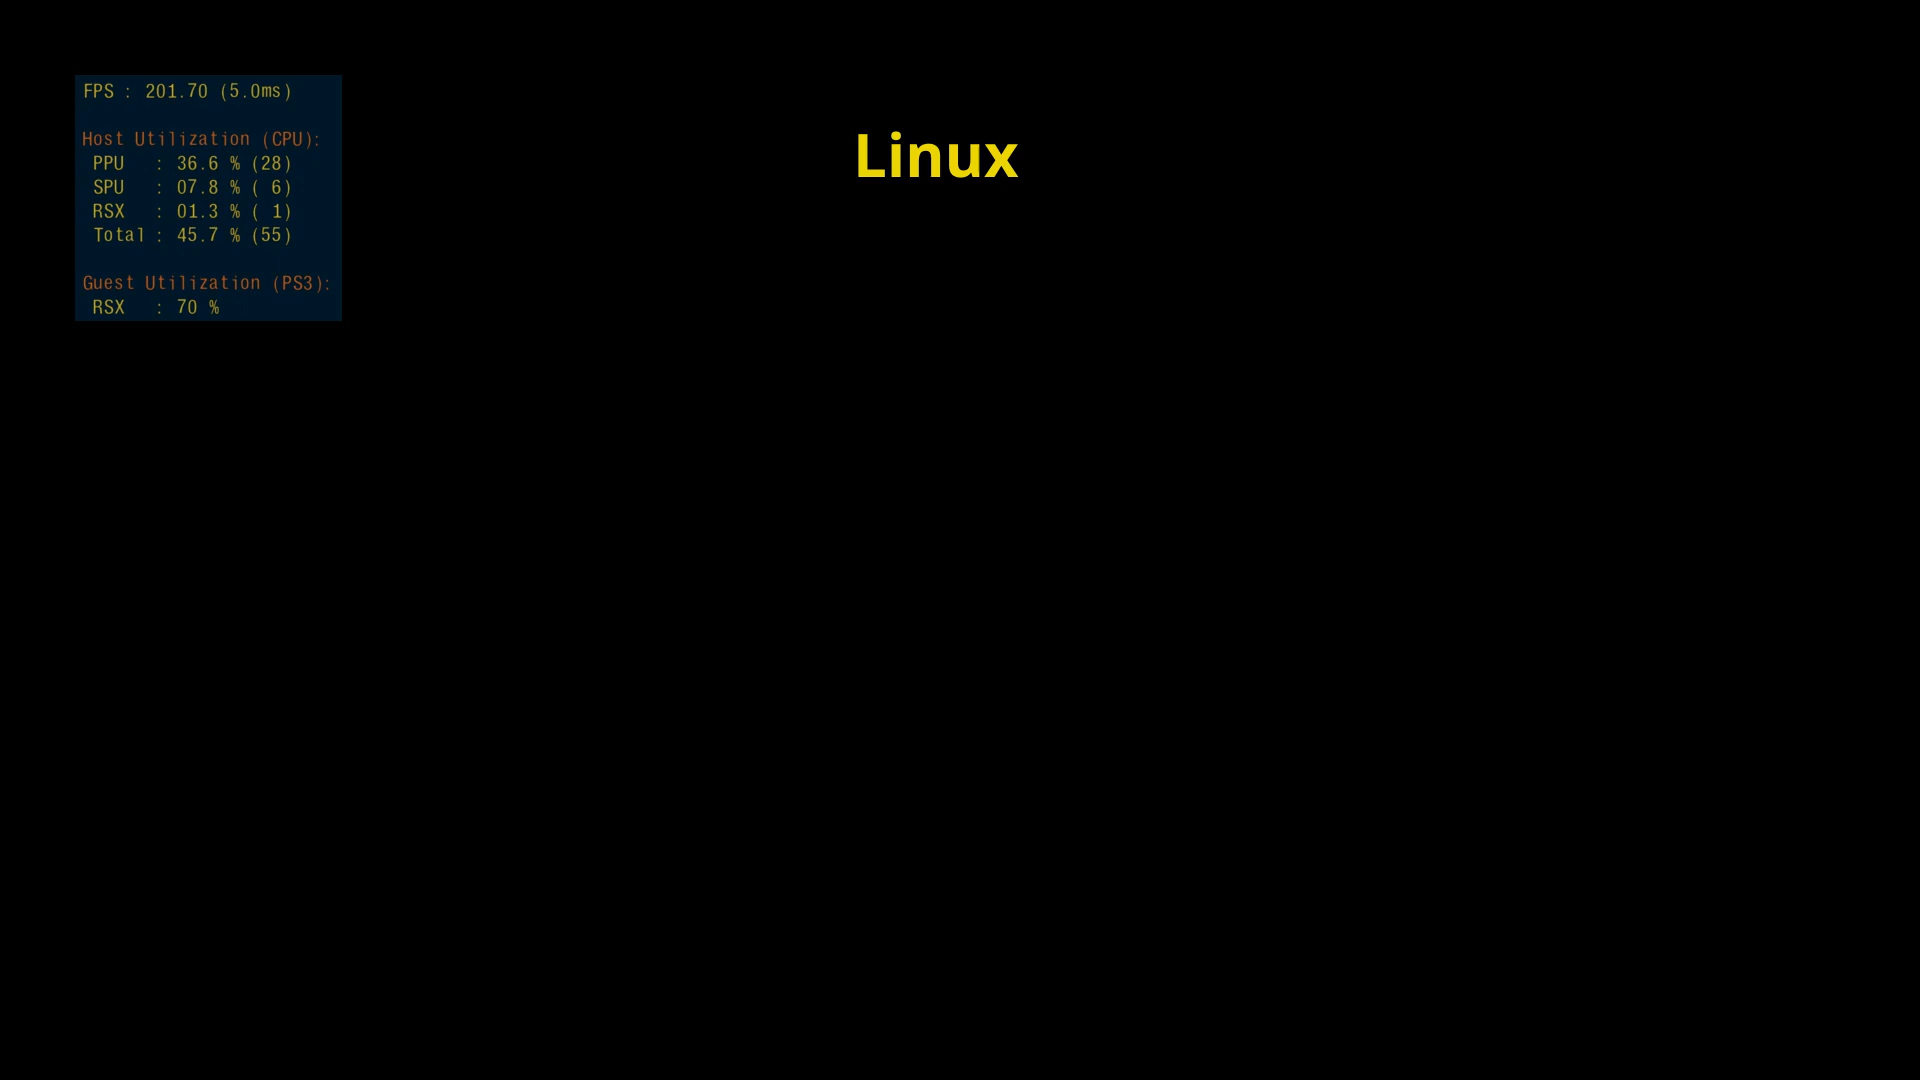 FPS : 201.70 (5.0ms)
Host Utilization (CPU):
PPU   : 36.6 % (28)
SPU   : 07.8 % ( 6)
RSX   : 01.3 % ( 1)
Total : 45.7 % (55)
Guest Utilization (PS3):
RSX   : 70 %
Linux